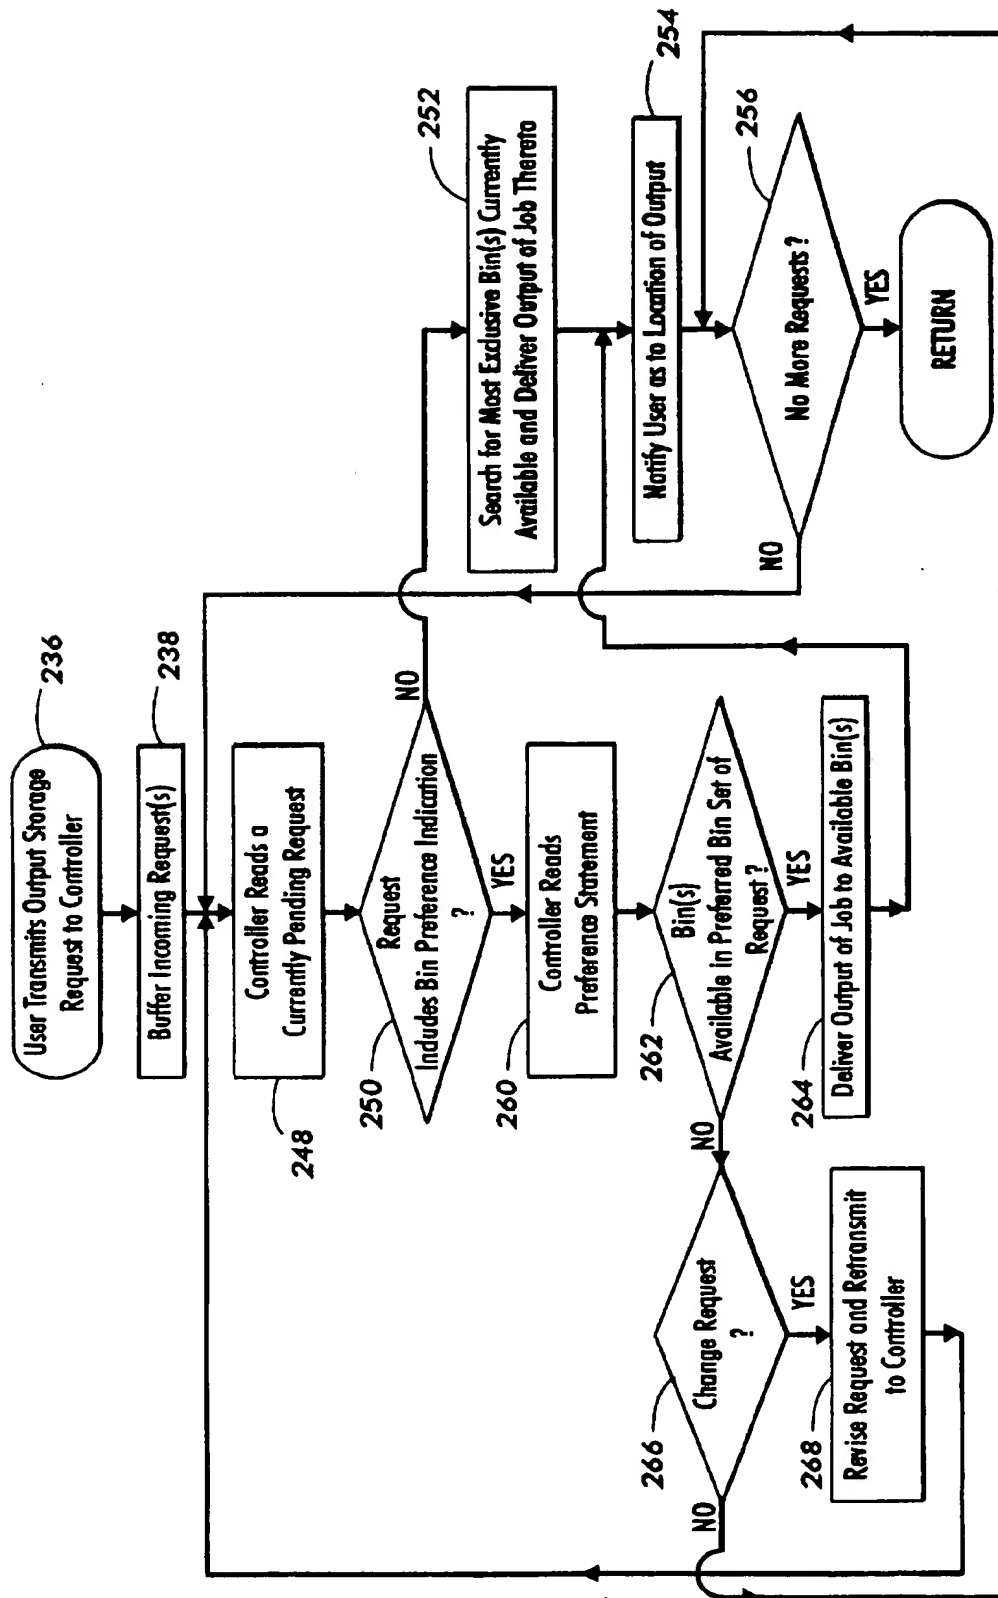 User Transmits Output Storage
Request to Controller
236
Buffer Incoming Request(s)
238
Controller Reads a
Currently Pending Request
248
Request
Includes Bin Preference Indication
?
250
NO
YES
Search for Most Exclusive Bin(s) Currently
Available and Deliver Output of Job Thereto
252
Notify User as to Location of Output
254
No More Requests?
256
NO
YES
RETURN
Controller Reads
Preference Statement
260
Bin(s)
Available in Preferred Bin Set of
Request?
262
NO
YES
Deliver Output of Job to Available Bin(s)
264
Change Request
?
266
NO
YES
Revise Request and Retransmit
to Controller
268